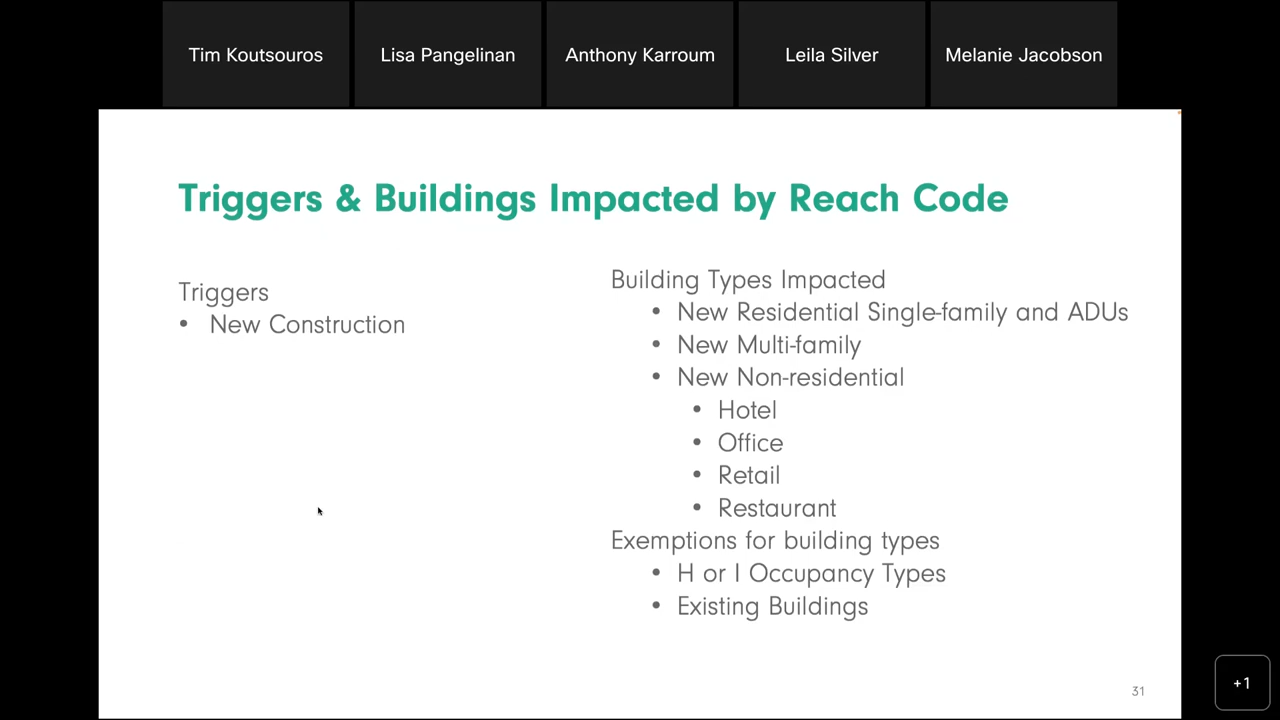 Tim Koutsouros
Lisa Pangelinan
Anthony Karroum
Leila Silver
Melanie Jacobson
Triggers & Buildings Impacted by Reach Code
Triggers
• New Construction
Building Types Impacted
• New Residential Single-family and ADUs
• New Multi-family
• New Non-residential
• Hotel
• Office
• Retail
• Restaurant
Exemptions for building types
• H or I Occupancy Types
• Existing Buildings
31
+1